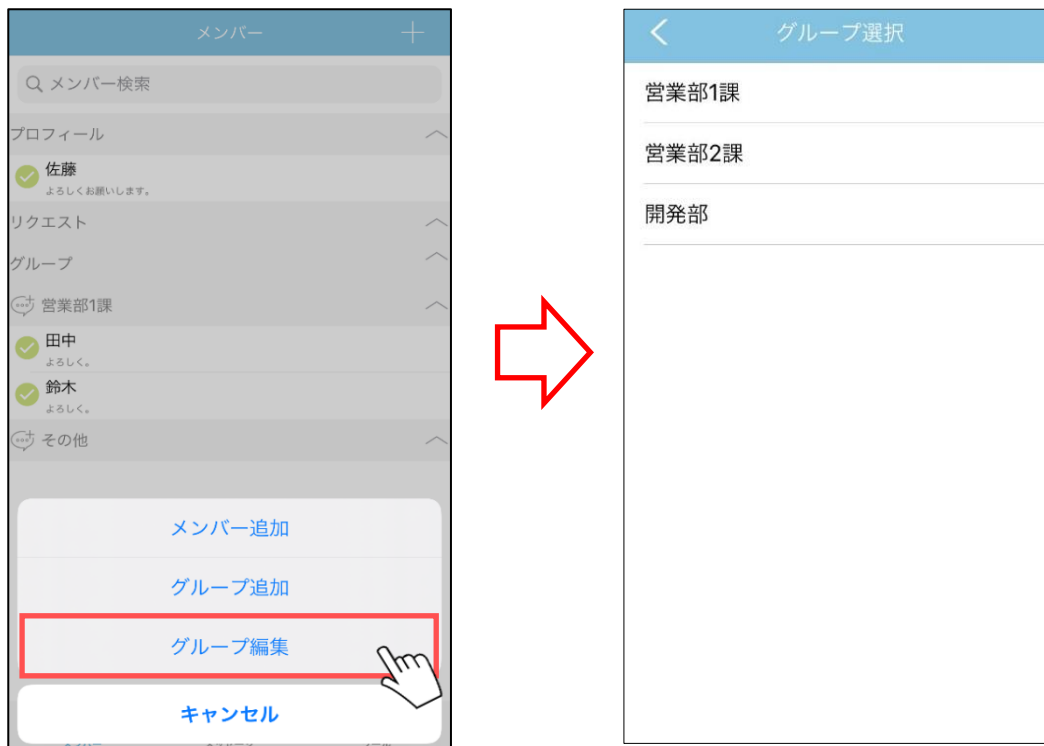 メンバー
メンバー検索
プロフィール
佐藤
よろしくお願いします。
リクエスト
グループ
営業部1課
田中
よろしく。
鈴木
よろしく。
その他
メンバー追加
グループ追加
グループ編集
キャンセル
グループ選択
営業部1課
営業部2課
開発部